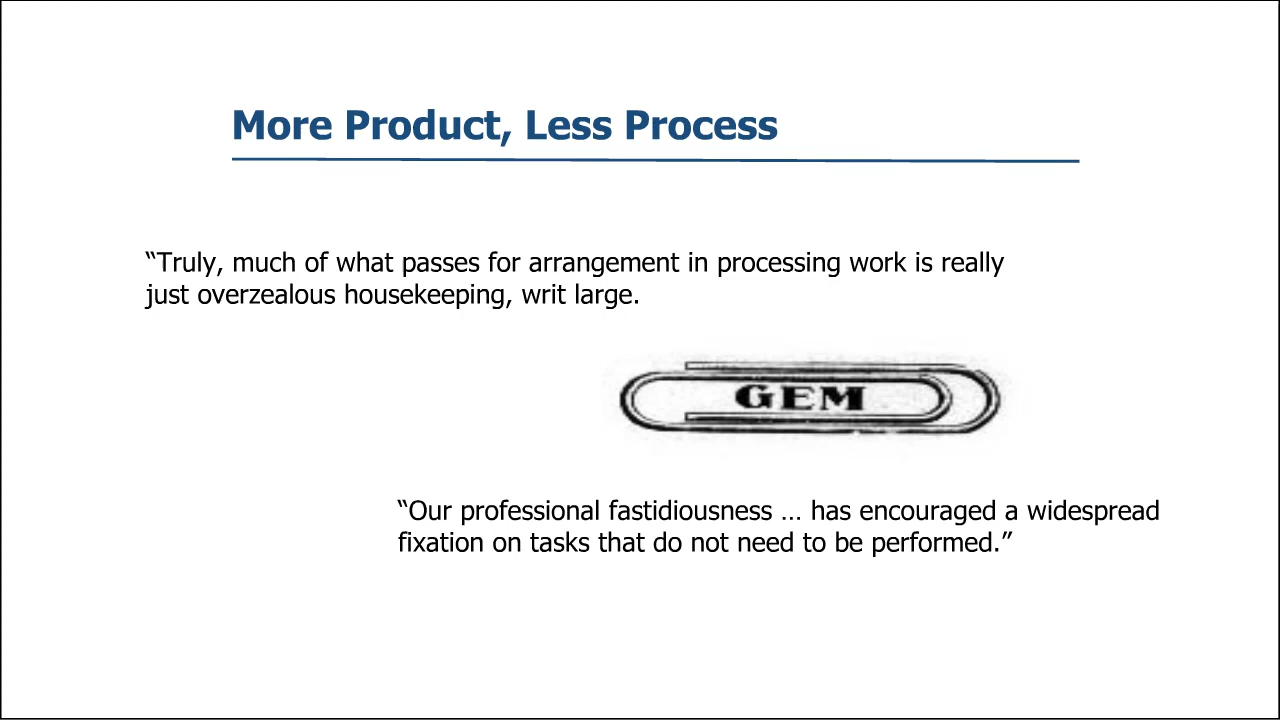 More Product, Less Process
“Truly, much of what passes for arrangement in processing work is really
just overzealous housekeeping, writ large.
GEM
“Our professional fastidiousness … has encouraged a widespread
fixation on tasks that do not need to be performed.”